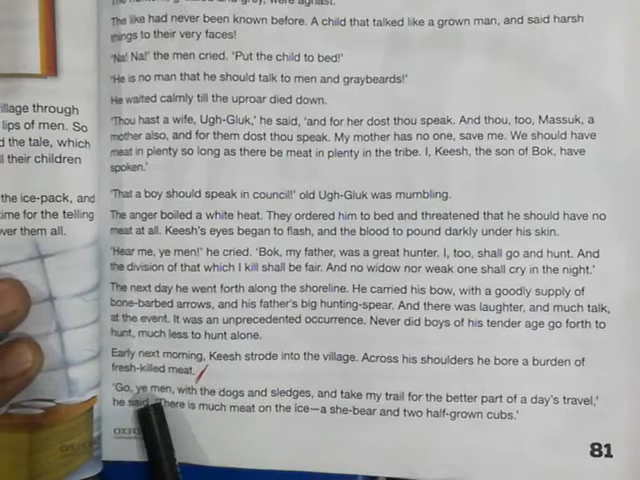 The like had never been known before. A child that talked like a grown man, and said harsh
things to their very faces!
'Na! Na!' the men cried. 'Put the child to bed!'
'He is no man that he should talk to men and graybeards!'
He waited calmly till the uproar died down.
'Thou hast a wife, Ugh-Gluk,' he said, 'and for her dost thou speak. And thou, too, Massuk, a
mother also, and for them dost thou speak. My mother has no one, save me. We should have
meat in plenty so long as there be meat in plenty in the tribe. I, Keesh, the son of Bok, have
spoken.'
'That a boy should speak in council!' old Ugh-Gluk was mumbling.
The anger boiled a white heat. They ordered him to bed and threatened that he should have no
meat at all. Keesh's eyes began to flash, and the blood to pound darkly under his skin.
'Hear me, ye men!' he cried. 'Bok, my father, was a great hunter. I, too, shall go and hunt. And
the division of that which I kill shall be fair. And no widow nor weak one shall cry in the night.'
The next day he went forth along the shoreline. He carried his bow, with a goodly supply of
bone-barbed arrows, and his father's big hunting-spear. And there was laughter, and much talk,
at the event. It was an unprecedented occurrence. Never did boys of his tender age go forth to
hunt, much less to hunt alone.
Early next morning, Keesh strode into the village. Across his shoulders he bore a burden of
fresh-killed meat.
'Go, ye men, with the dogs and sledges, and take my trail for the better part of a day's travel,'
he said. 'There is much meat on the ice—a she-bear and two half-grown cubs.'
81
village through
lips of men. So
the tale, which
their children
the ice-pack, and
time for the telling
over them all.